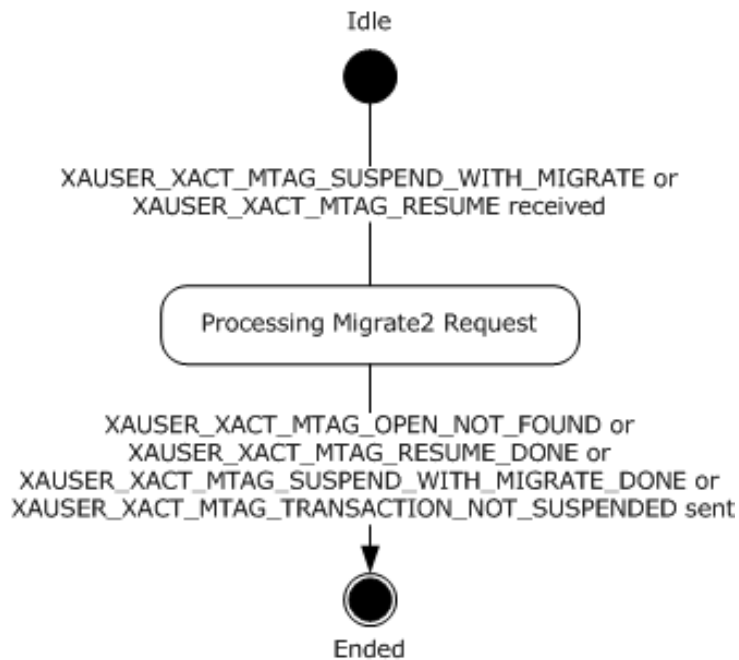 Idle
XAUSER_XACT_MTAG_SUSPEND_WITH_MIGRATE or
XAUSER_XACT_MTAG_RESUME received
Processing Migrate2 Request
XAUSER_XACT_MTAG_OPEN_NOT_FOUND or
XAUSER_XACT_MTAG_RESUME_DONE or
XAUSER_XACT_MTAG_SUSPEND_WITH_MIGRATE_DONE or
XAUSER_XACT_MTAG_TRANSACTION_NOT_SUSPENDED sent
Ended